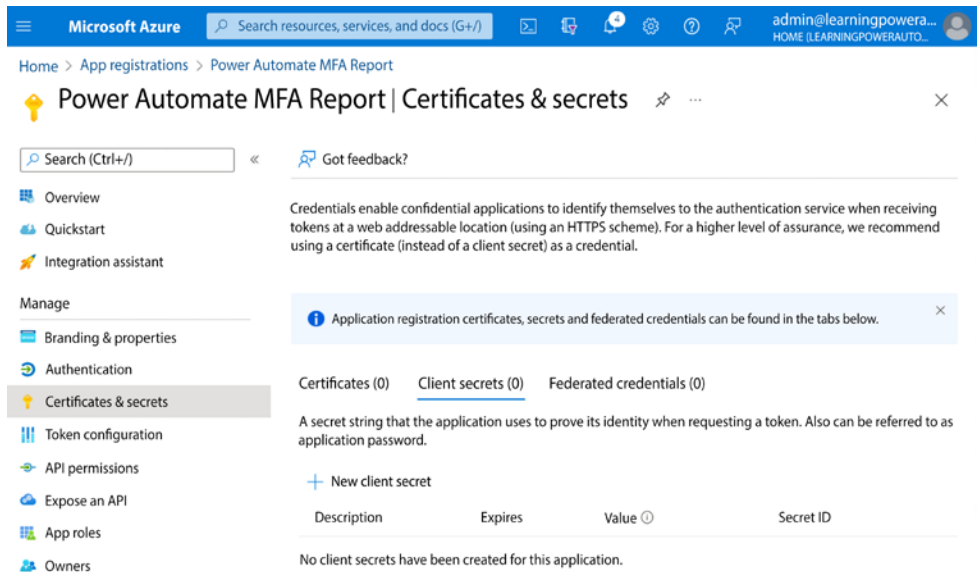 Microsoft Azure
Search resources, services, and docs (G+/)
4
admin@learningpowera...
HOME (LEARNINGPOWERAUTO...
Home > App registrations > Power Automate MFA Report
Power Automate MFA Report | Certificates & secrets
Search (Ctrl+/)
Got feedback?
Overview
Quickstart
Integration assistant
Manage
Branding & properties
Authentication
Certificates & secrets
Token configuration
API permissions
Expose an API
App roles
Owners
Credentials enable confidential applications to identify themselves to the authentication service when receiving
tokens at a web addressable location (using an HTTPS scheme). For a higher level of assurance, we recommend
using a certificate (instead of a client secret) as a credential.
Application registration certificates, secrets and federated credentials can be found in the tabs below.
Certificates (0) Client secrets (0) Federated credentials (0)
A secret string that the application uses to prove its identity when requesting a token. Also can be referred to as
application password.
New client secret
Description Expires Value Secret ID
No client secrets have been created for this application.